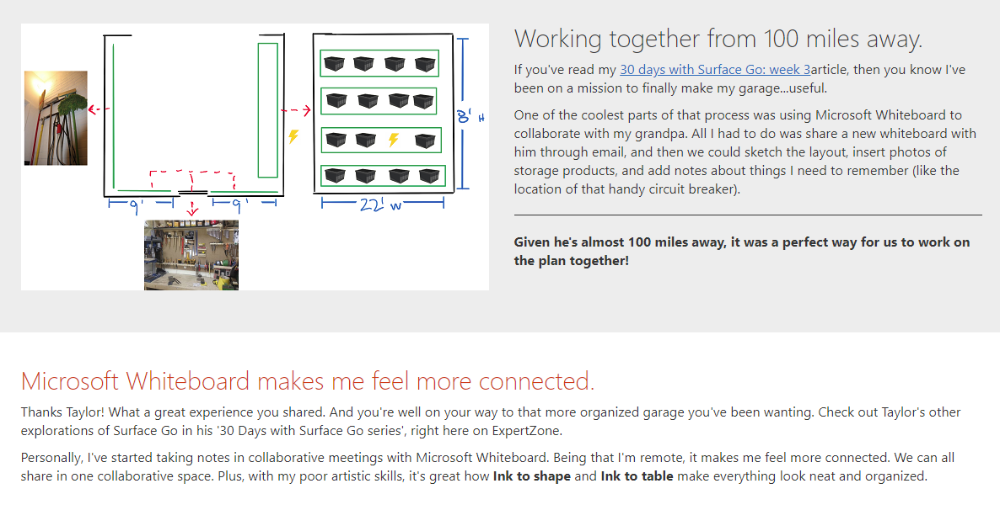 8' H
9'
9'
22' W
Working together from 100 miles away.
If you've read my 30 days with Surface Go: week 3article, then you know I've
been on a mission to finally make my garage...useful.
One of the coolest parts of that process was using Microsoft Whiteboard to
collaborate with my grandpa. All I had to do was share a new whiteboard with
him through email, and then we could sketch the layout, insert photos of
storage products, and add notes about things I need to remember (like the
location of that handy circuit breaker).
Given he's almost 100 miles away, it was a perfect way for us to work on
the plan together!
Microsoft Whiteboard makes me feel more connected.
Thanks Taylor! What a great experience you shared. And you're well on your way to that more organized garage you've been wanting. Check out Taylor's other
explorations of Surface Go in his '30 Days with Surface Go series', right here on ExpertZone.
Personally, I've started taking notes in collaborative meetings with Microsoft Whiteboard. Being that I'm remote, it makes me feel more connected. We can all
share in one collaborative space. Plus, with my poor artistic skills, it's great how Ink to shape and Ink to table make everything look neat and organized.